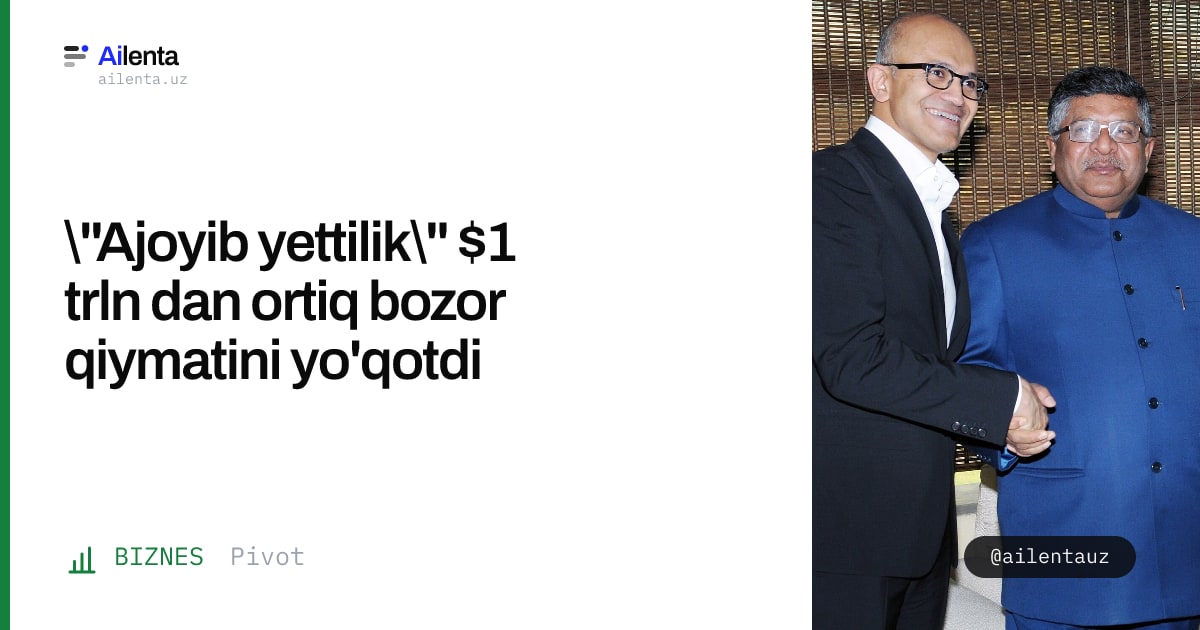 Ailenta
ailenta.uz
\"Ajoyib yettilik\" $1
trln dan ortiq bozor
qiymatini yo'qotdi
BIZNES Pivot
@ailentauz